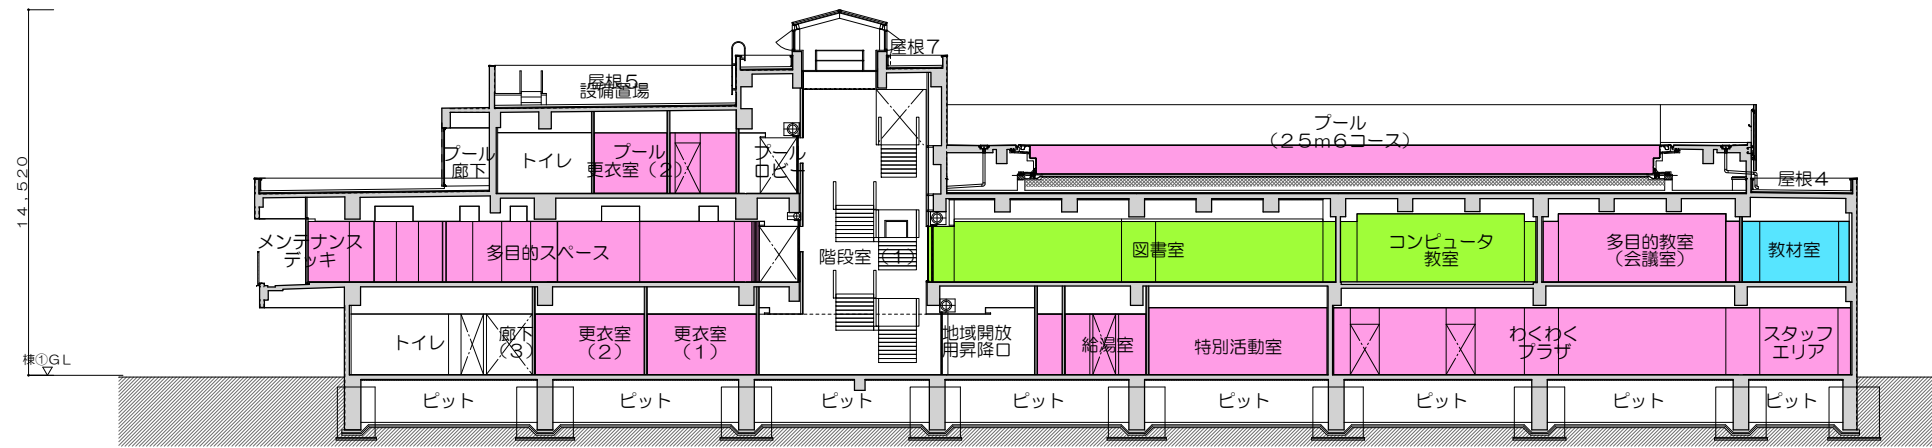 屋根7
屋根5
設備置場
プール
(25m6コース)
プール
廊下
トイレ
プール
更衣室(2)
プール
ロビー
屋根4
14,520
メンテナンス
デッキ
多目的スペース
階段室(1)
図書室
コンピュータ
教室
多目的教室
(会議室)
教材室
トイレ
廊下
(3)
更衣室
(2)
更衣室
(1)
地域開放
用昇降口
給湯室
特別活動室
わくわく
プラザ
スタッフ
エリア
棟①GL
ピット
ピット
ピット
ピット
ピット
ピット
ピット
ピット